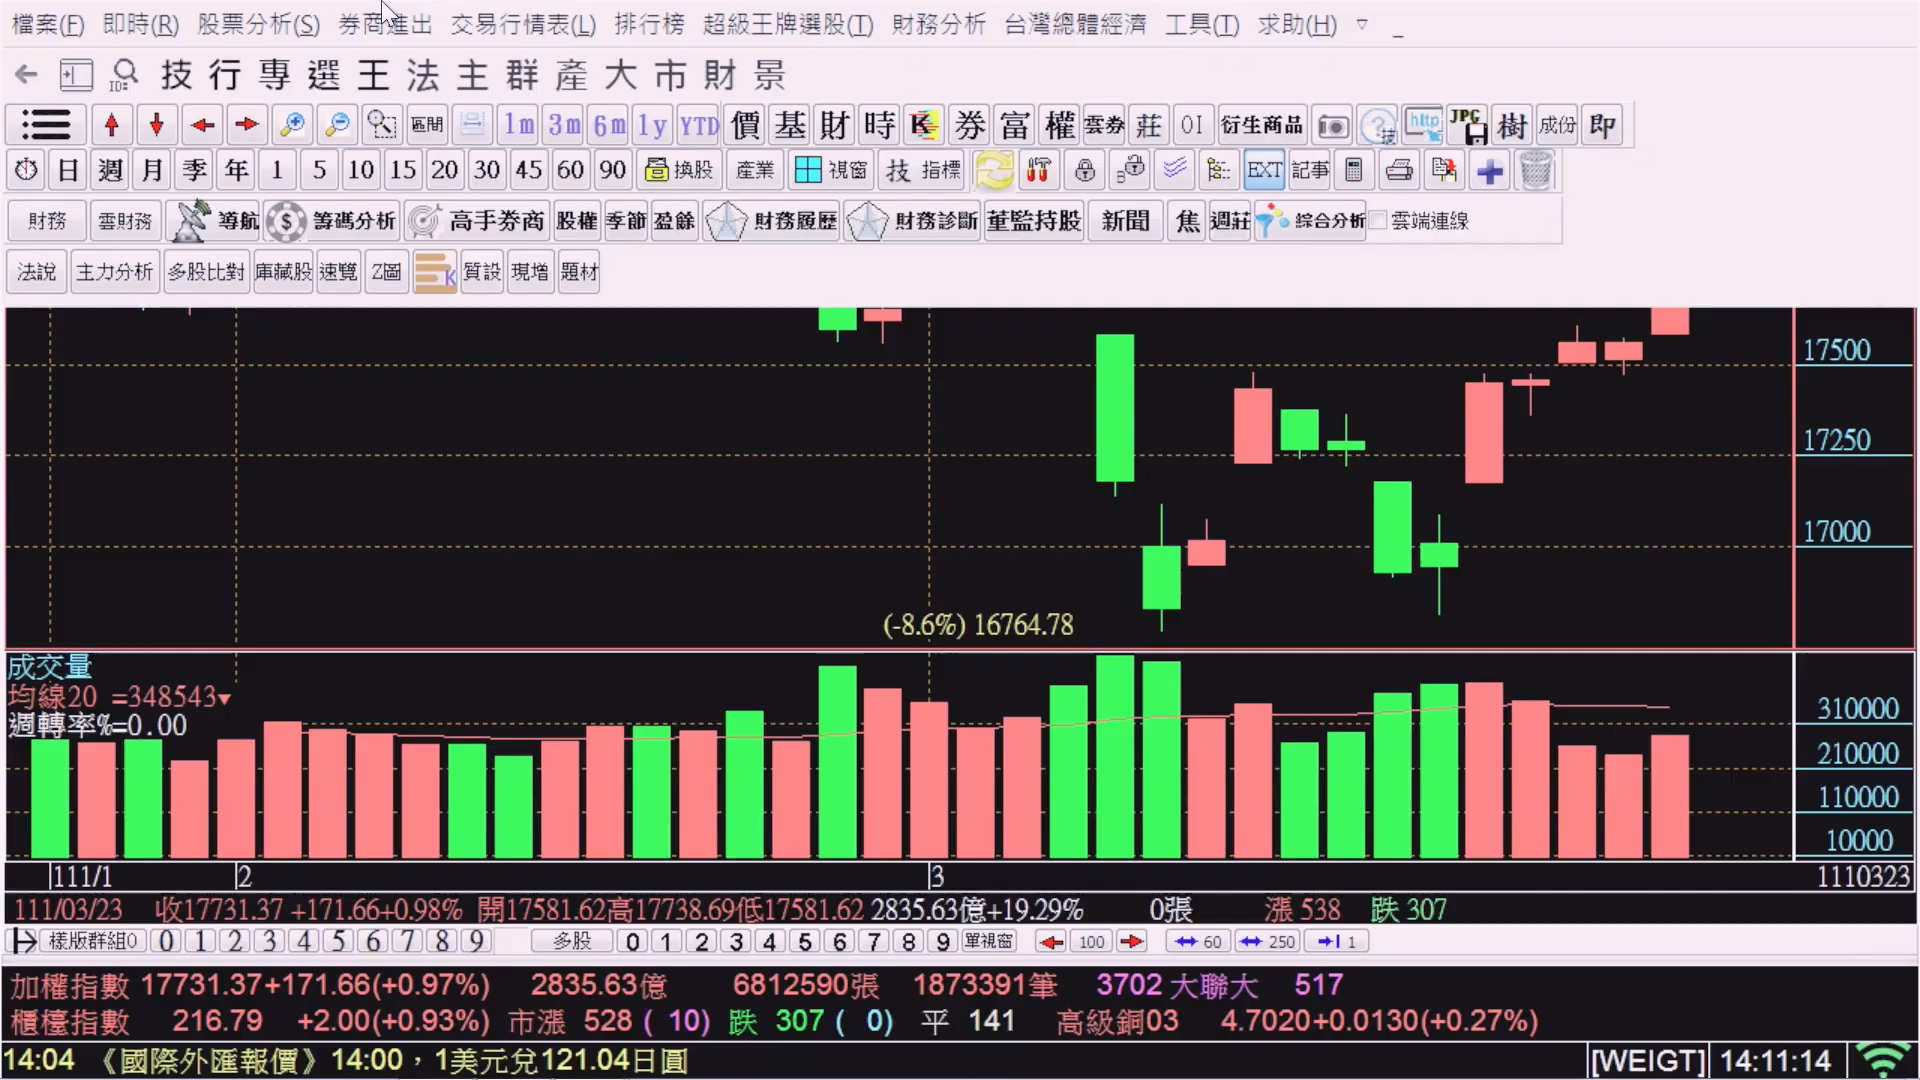 檔案(F) 即時(R) 股票分析(S) 券商進出 交易行情表(L) 排行榜 超級王牌選股(T) 財務分析 台灣總體經濟 工具(T) 求助(H)
ID: 技 行 專 選 王 法 主 群 產 大 市 財 景
區間 1m 3m 6m 1y YTD 價 基 財 時 K 券 富 權 雲券 莊 OI 衍生商品 技 http JPG 樹 成份 即
日 週 月 季 年 1 5 10 15 20 30 45 60 90 換股 產業 視窗 技 指標 EXT 記事
財務 雲財務 導航 籌碼分析 高手券商 股權 季節 盈餘 財務履歷 財務診斷 董監持股 新聞 焦 週莊 綜合分析 雲端連線
法說 主力分析 多股比對 庫藏股 速覽 Z圖 K 質設 現增 題材
17500
17250
17000
(-8.6%) 16764.78
成交量
均線20 =348543▼
週轉率%=0.00
310000
210000
110000
10000
111/1 2 3 1110323
111/03/23 收17731.37 +171.66+0.98% 開17581.62高17738.69低17581.62 2835.63億+19.29% 0張 漲 538 跌 307
樣版群組0 0 1 2 3 4 5 6 7 8 9 多股 0 1 2 3 4 5 6 7 8 9 單視窗 100 60 250 1
加權指數 17731.37+171.66(+0.97%) 2835.63億 6812590張 1873391筆 3702 大聯大 517
櫃檯指數 216.79 +2.00(+0.93%) 市漲 528 ( 10) 跌 307 ( 0) 平 141 高級銅03 4.7020+0.0130(+0.27%)
14:04 《國際外匯報價》14:00，1美元兌121.04日圓 [WEIGT] 14:11:14